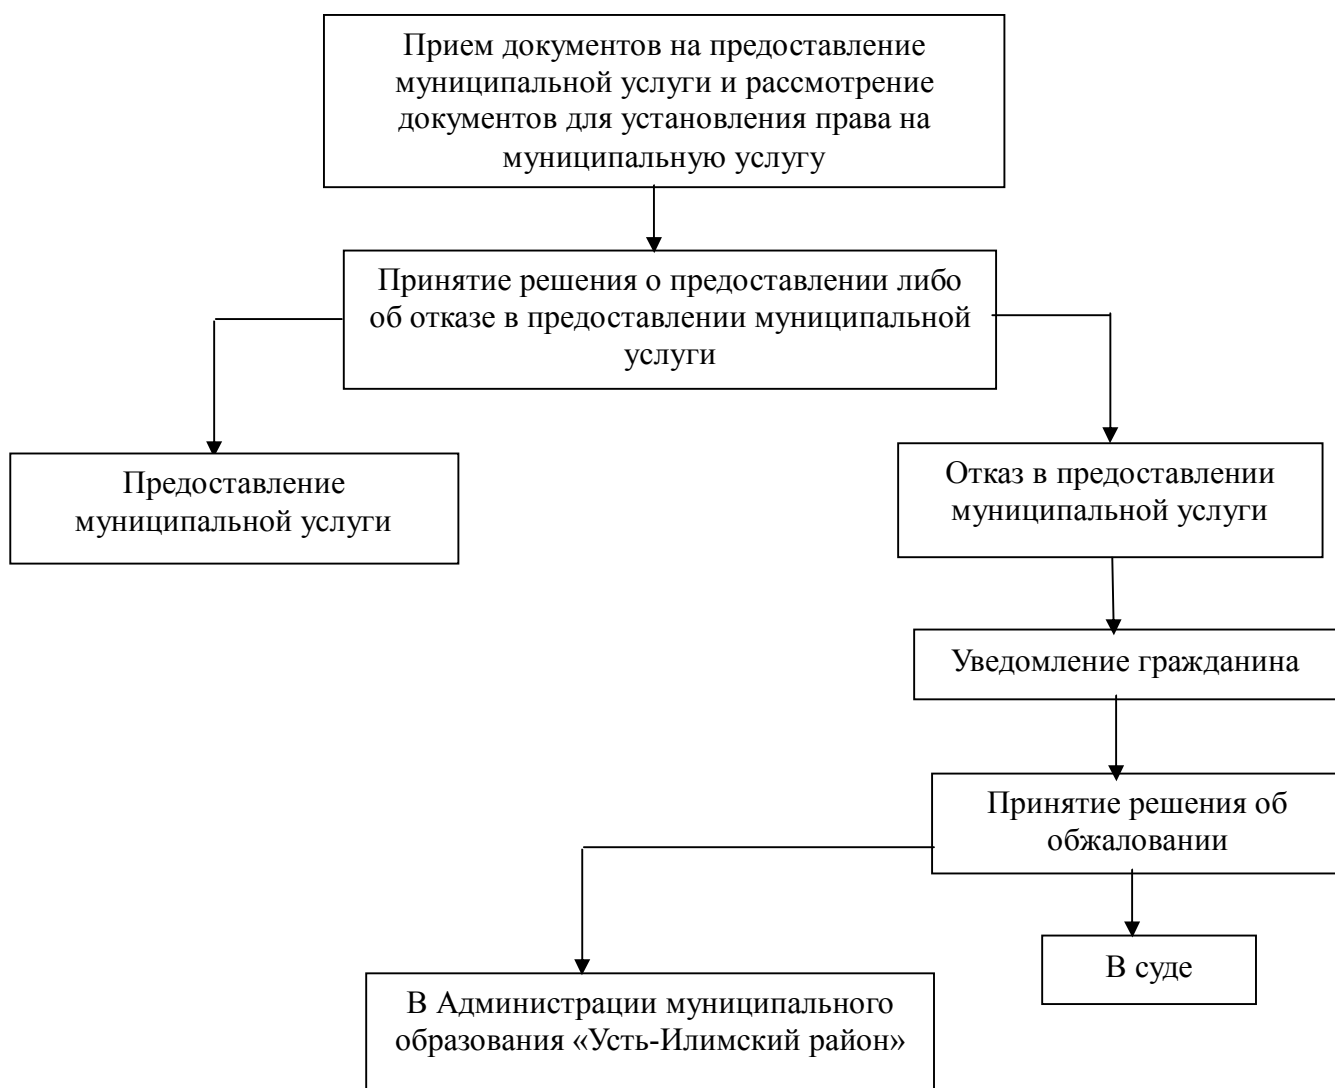 Прием документов на предоставление
муниципальной услуги и рассмотрение
документов для установления права на
муниципальную услугу
Принятие решения о предоставлении либо
об отказе в предоставлении муниципальной
услуги
Предоставление
муниципальной услуги
Отказ в предоставлении
муниципальной услуги
Уведомление гражданина
Принятие решения об
обжаловании
В суде
В Администрации муниципального
образования «Усть-Илимский район»